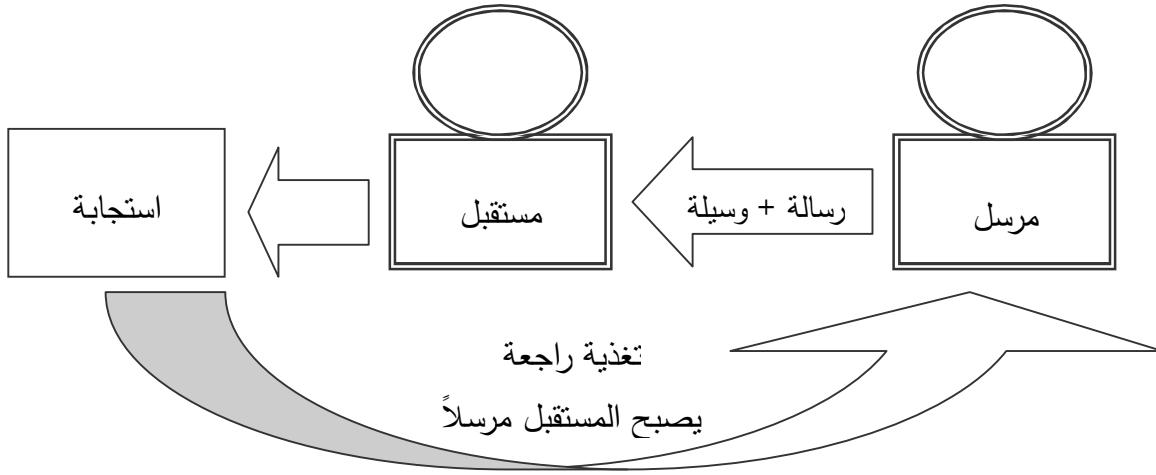 مرسل
رسالة + وسيلة
مستقبل
استجابة
تغذية راجعة
يصبح المستقبل مرسلاً